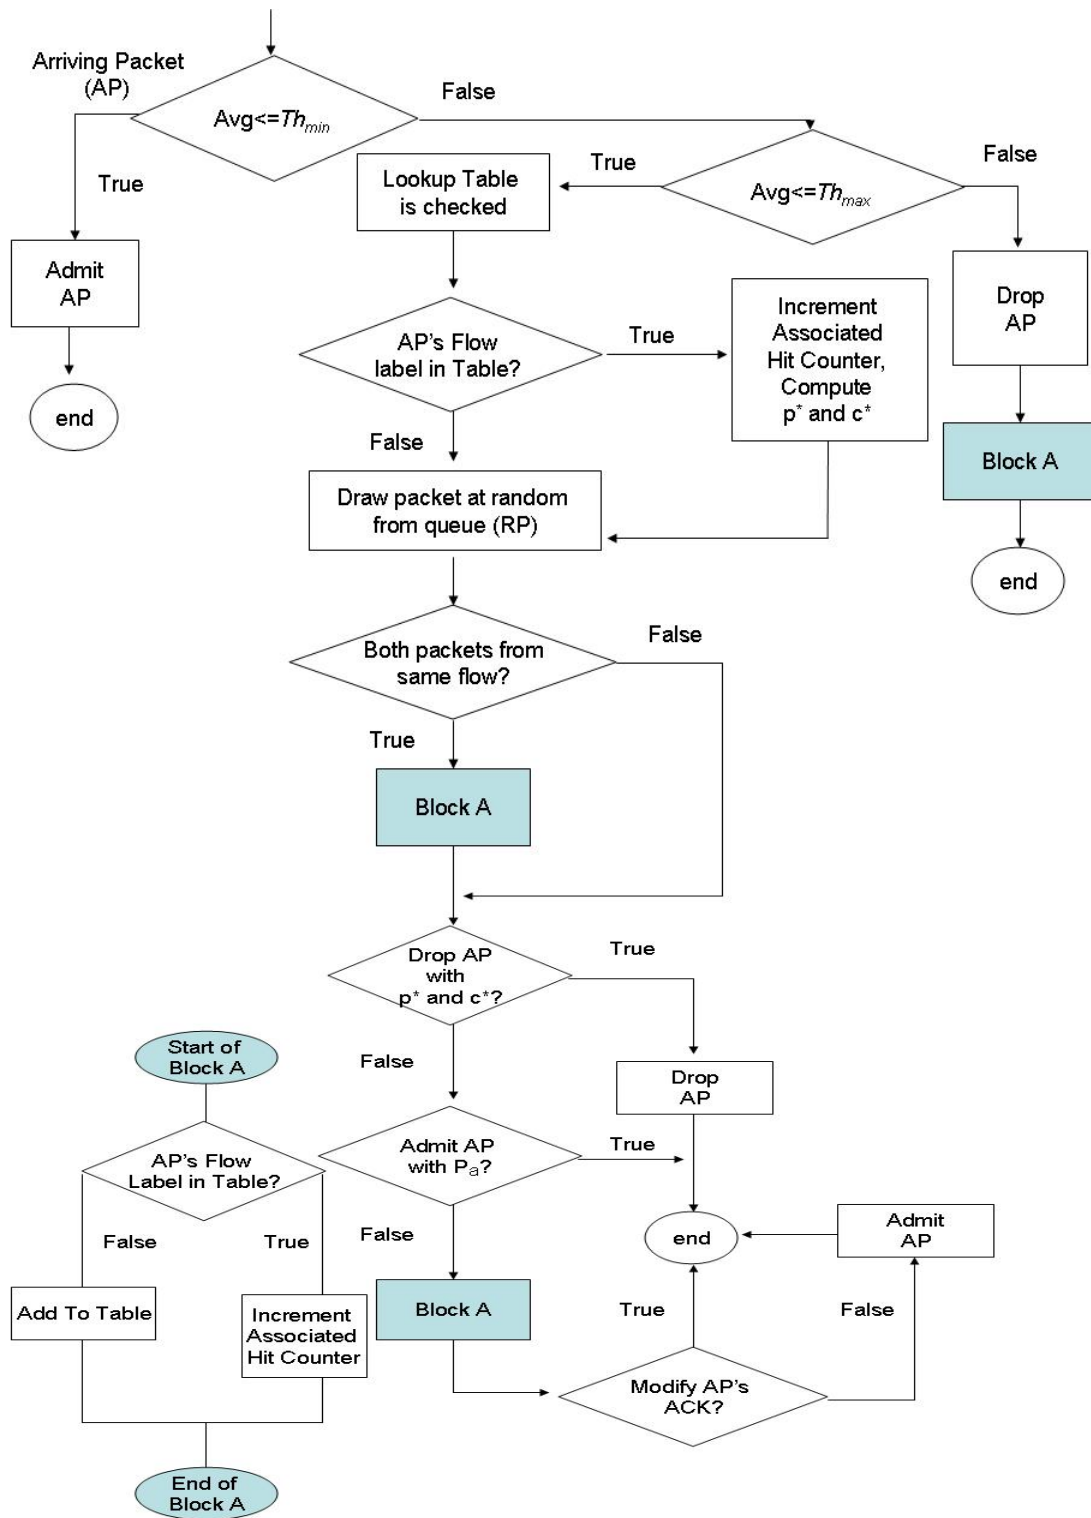 Arriving Packet
(AP)
Avg<=Th_min
False
True
Avg<=Th_max
True
False
Lookup Table
is checked
Admit
AP
end
AP's Flow
label in Table?
True
Increment
Associated
Hit Counter,
Compute
p* and c*
Drop
AP
Block A
end
False
Draw packet at random
from queue (RP)
Both packets from
same flow?
False
True
Block A
Drop AP
with
p* and c*?
True
False
Drop
AP
Admit AP
with Pa?
True
False
end
Admit
AP
Block A
True
False
Modify AP's
ACK?
Start of
Block A
AP's Flow
Label in Table?
False
True
Add To Table
Increment
Associated
Hit Counter
End of
Block A